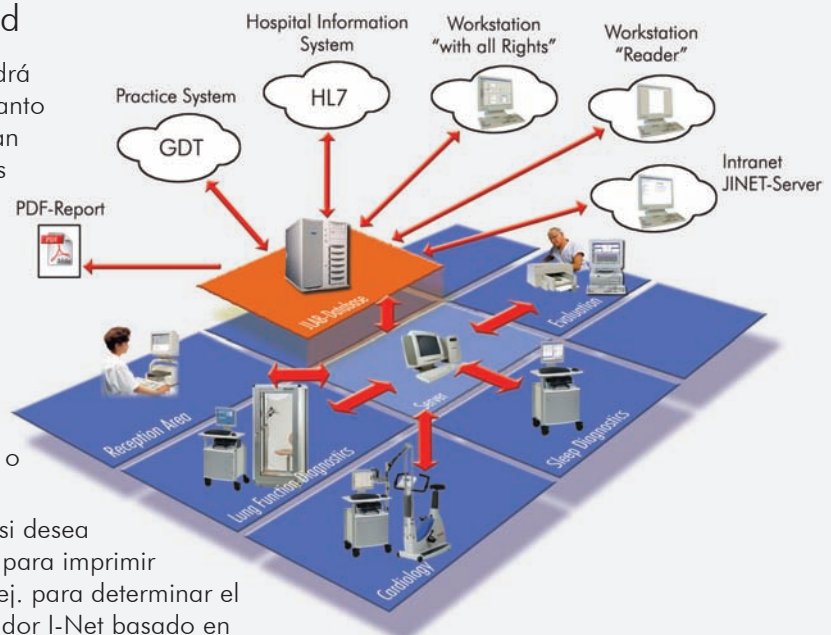 d
drá
anto
an
s
o
si desea
para imprimir
ej. para determinar el
dor I-Net basado en
Hospital Information
System
HL7
Workstation
"with all Rights"
Workstation
"Reader"
Practice System
GDT
Intranet
JINET-Server
PDF-Report
PDF
JLAB-Database
Evaluation
Server
Reception Area
Lung Function Diagnostics
Sleep Diagnostics
Cardiology